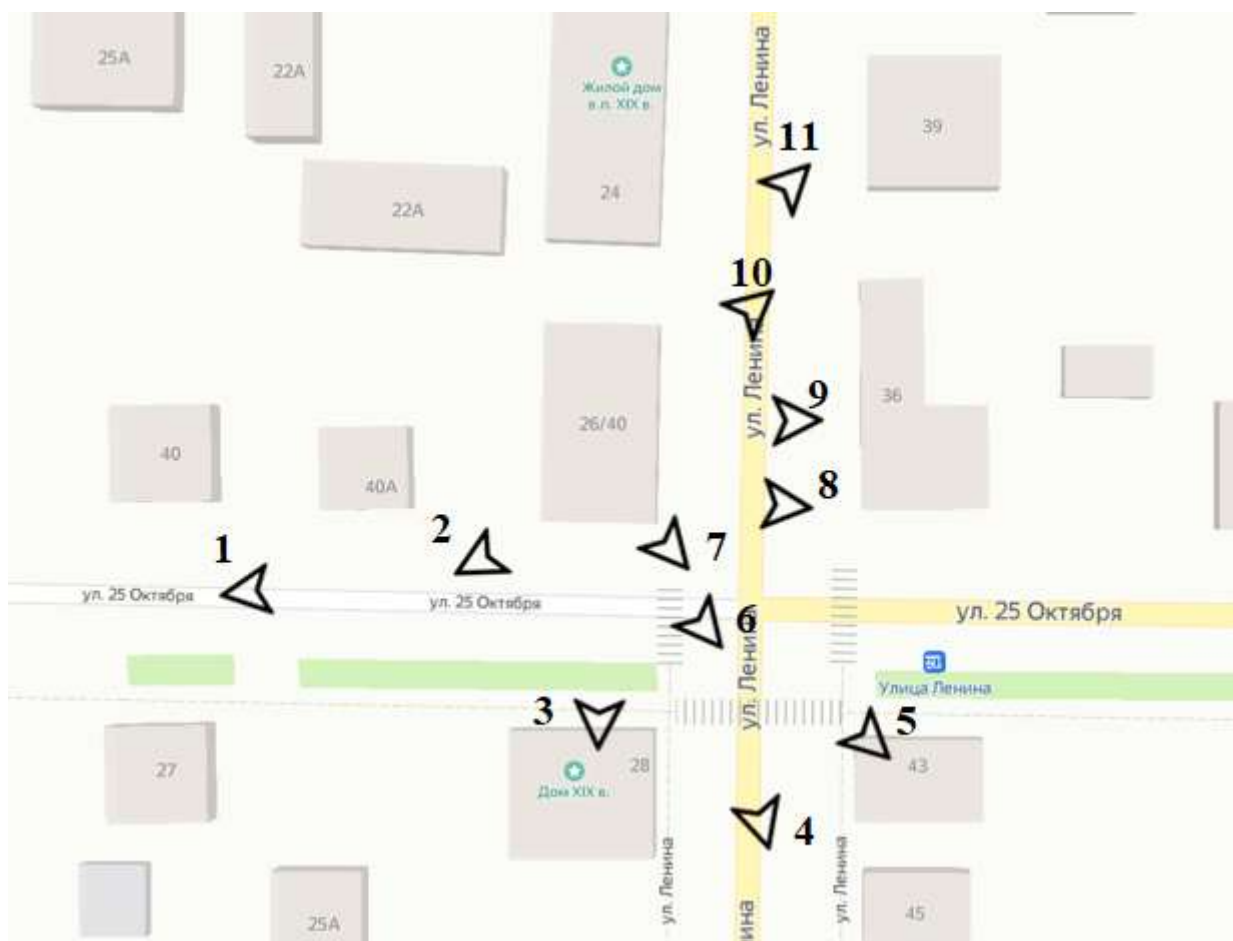 25А
22А
Жилой дом
в.п. XIX в.
ул. Ленина
39
11
24
22А
10
ул. Ленина
36
9
26/40
40
40А
8
2
1
7
ул. 25 Октября
ул. 25 Октября
6
ул. 25 Октября
ул. Ленина
Улица Ленина
3
5
27
28
43
Дом XIX в.
4
ул. Ленина
ул. Ленина
25А
45
ина